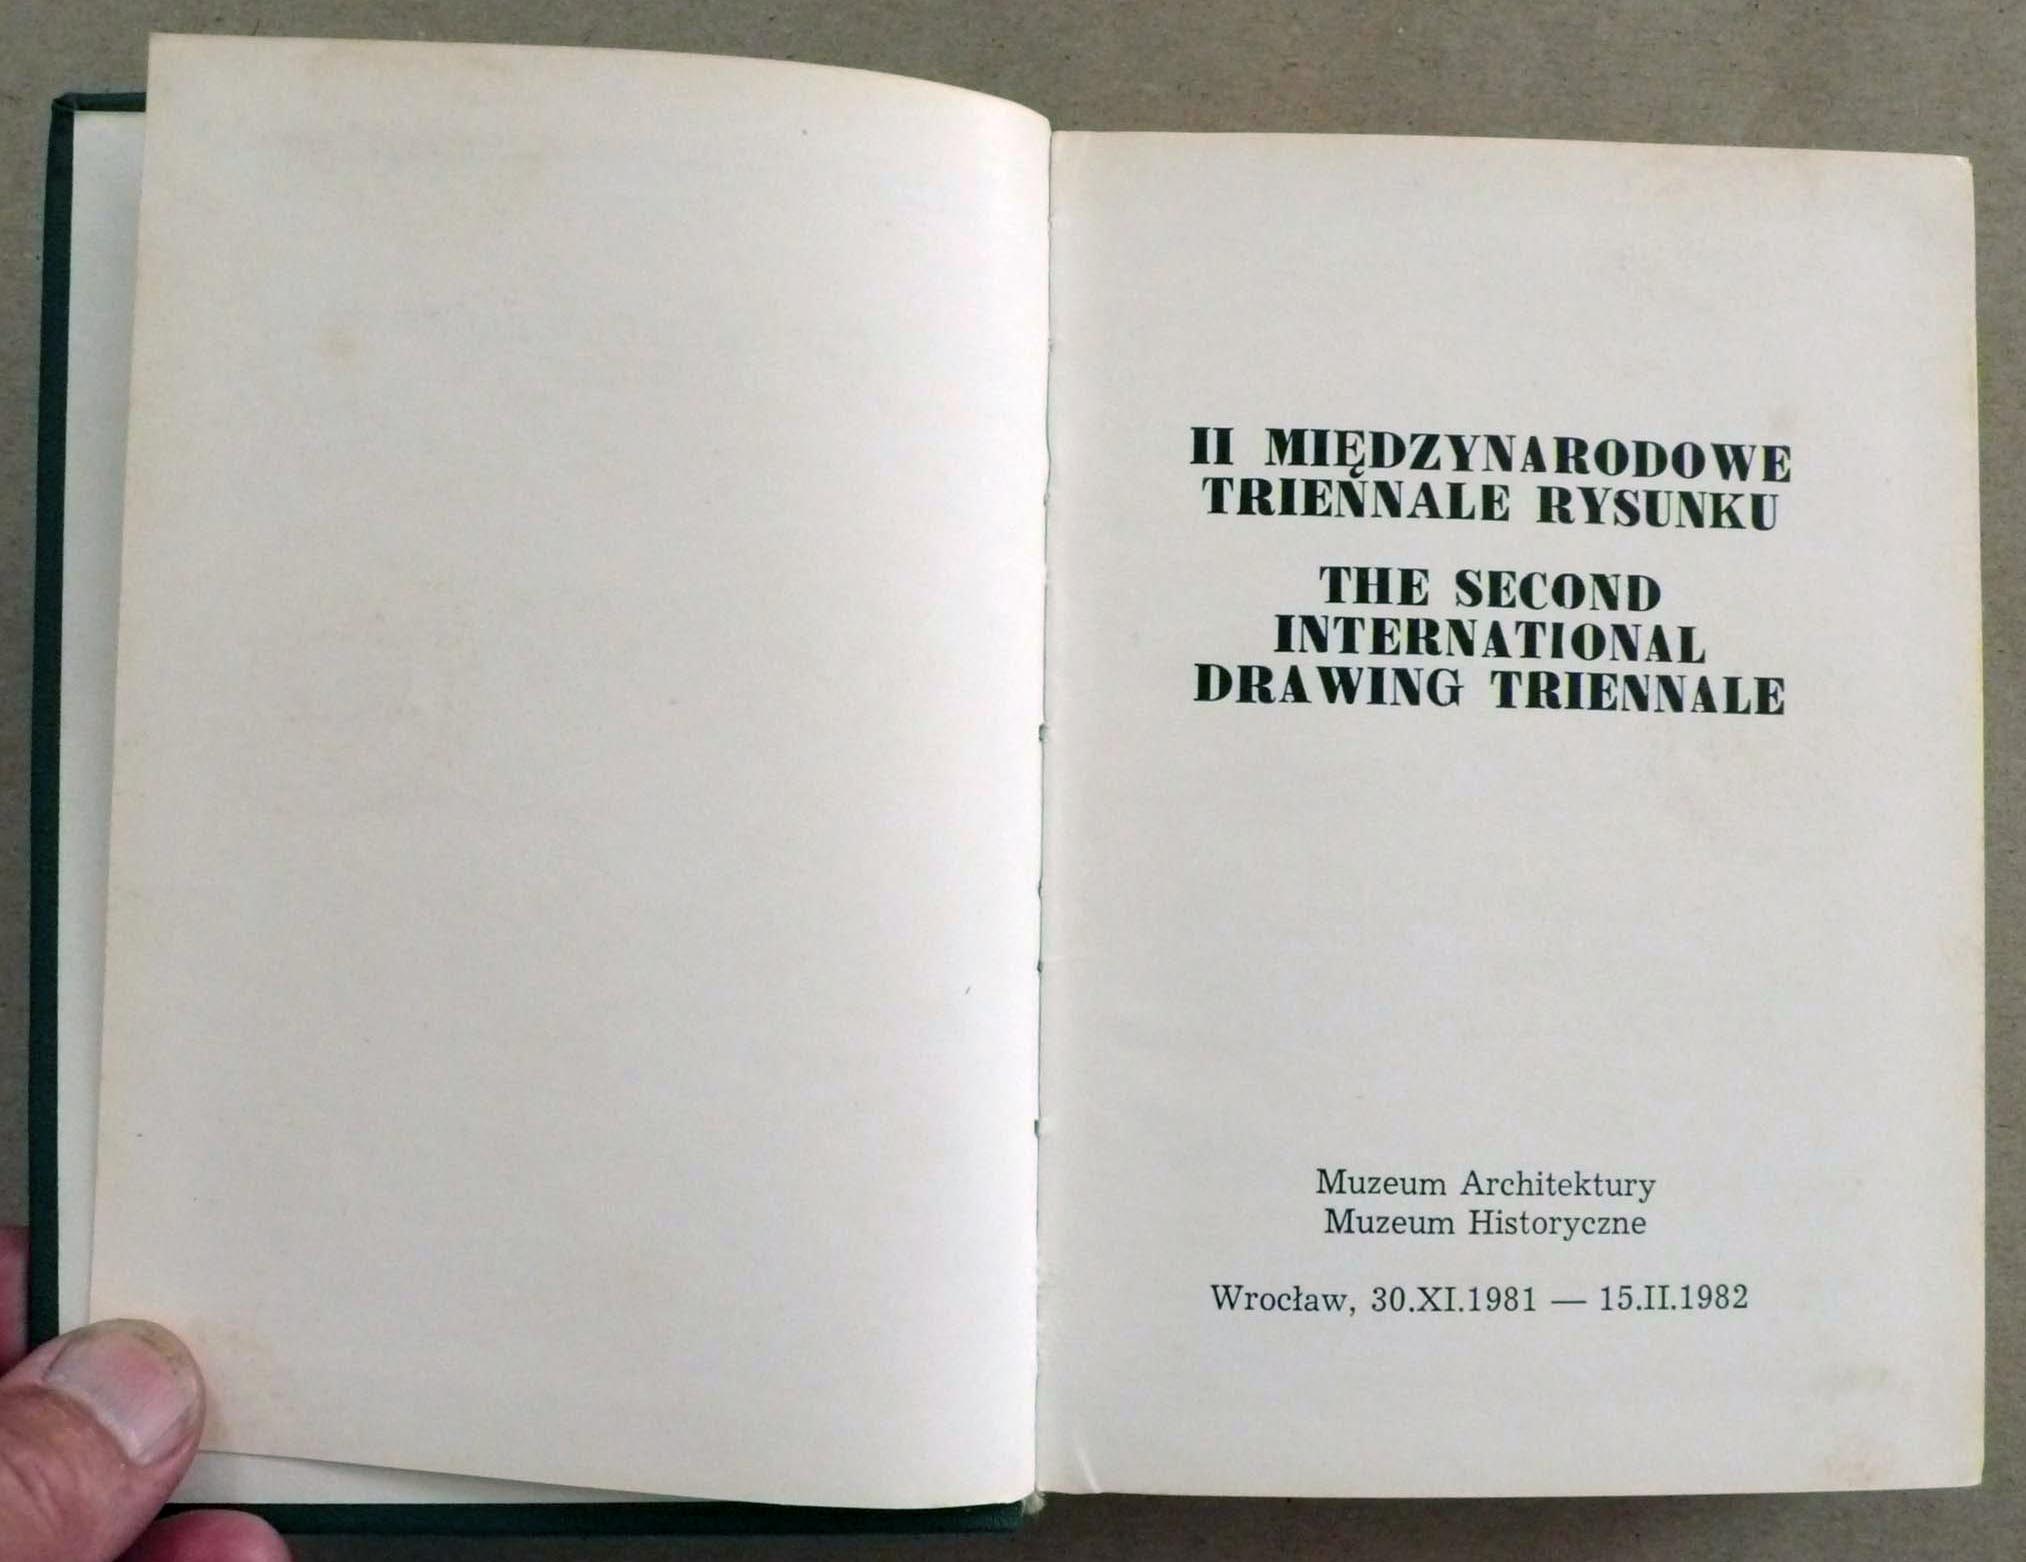 II MIĘDZYNARODOWE
TRIENNALE RYSUNKU
THE SECOND
INTERNATIONAL
DRAWING TRIENNALE
Muzeum Architektury
Muzeum Historyczne
Wrocław, 30.XI.1981 — 15.II.1982